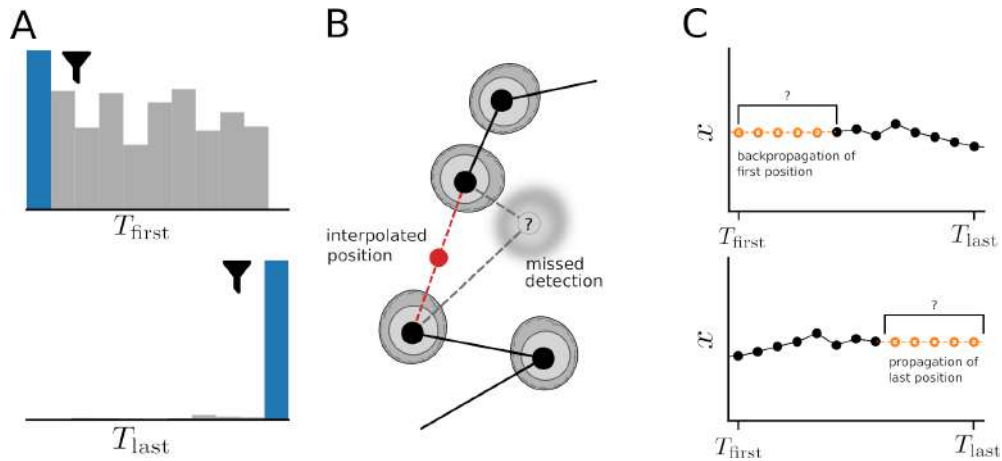 A
T_first
T_last
B
interpolated
position
?
missed
detection
C
x
?
backpropagation of
first position
T_first
T_last
x
?
propagation of
last position
T_first
T_last